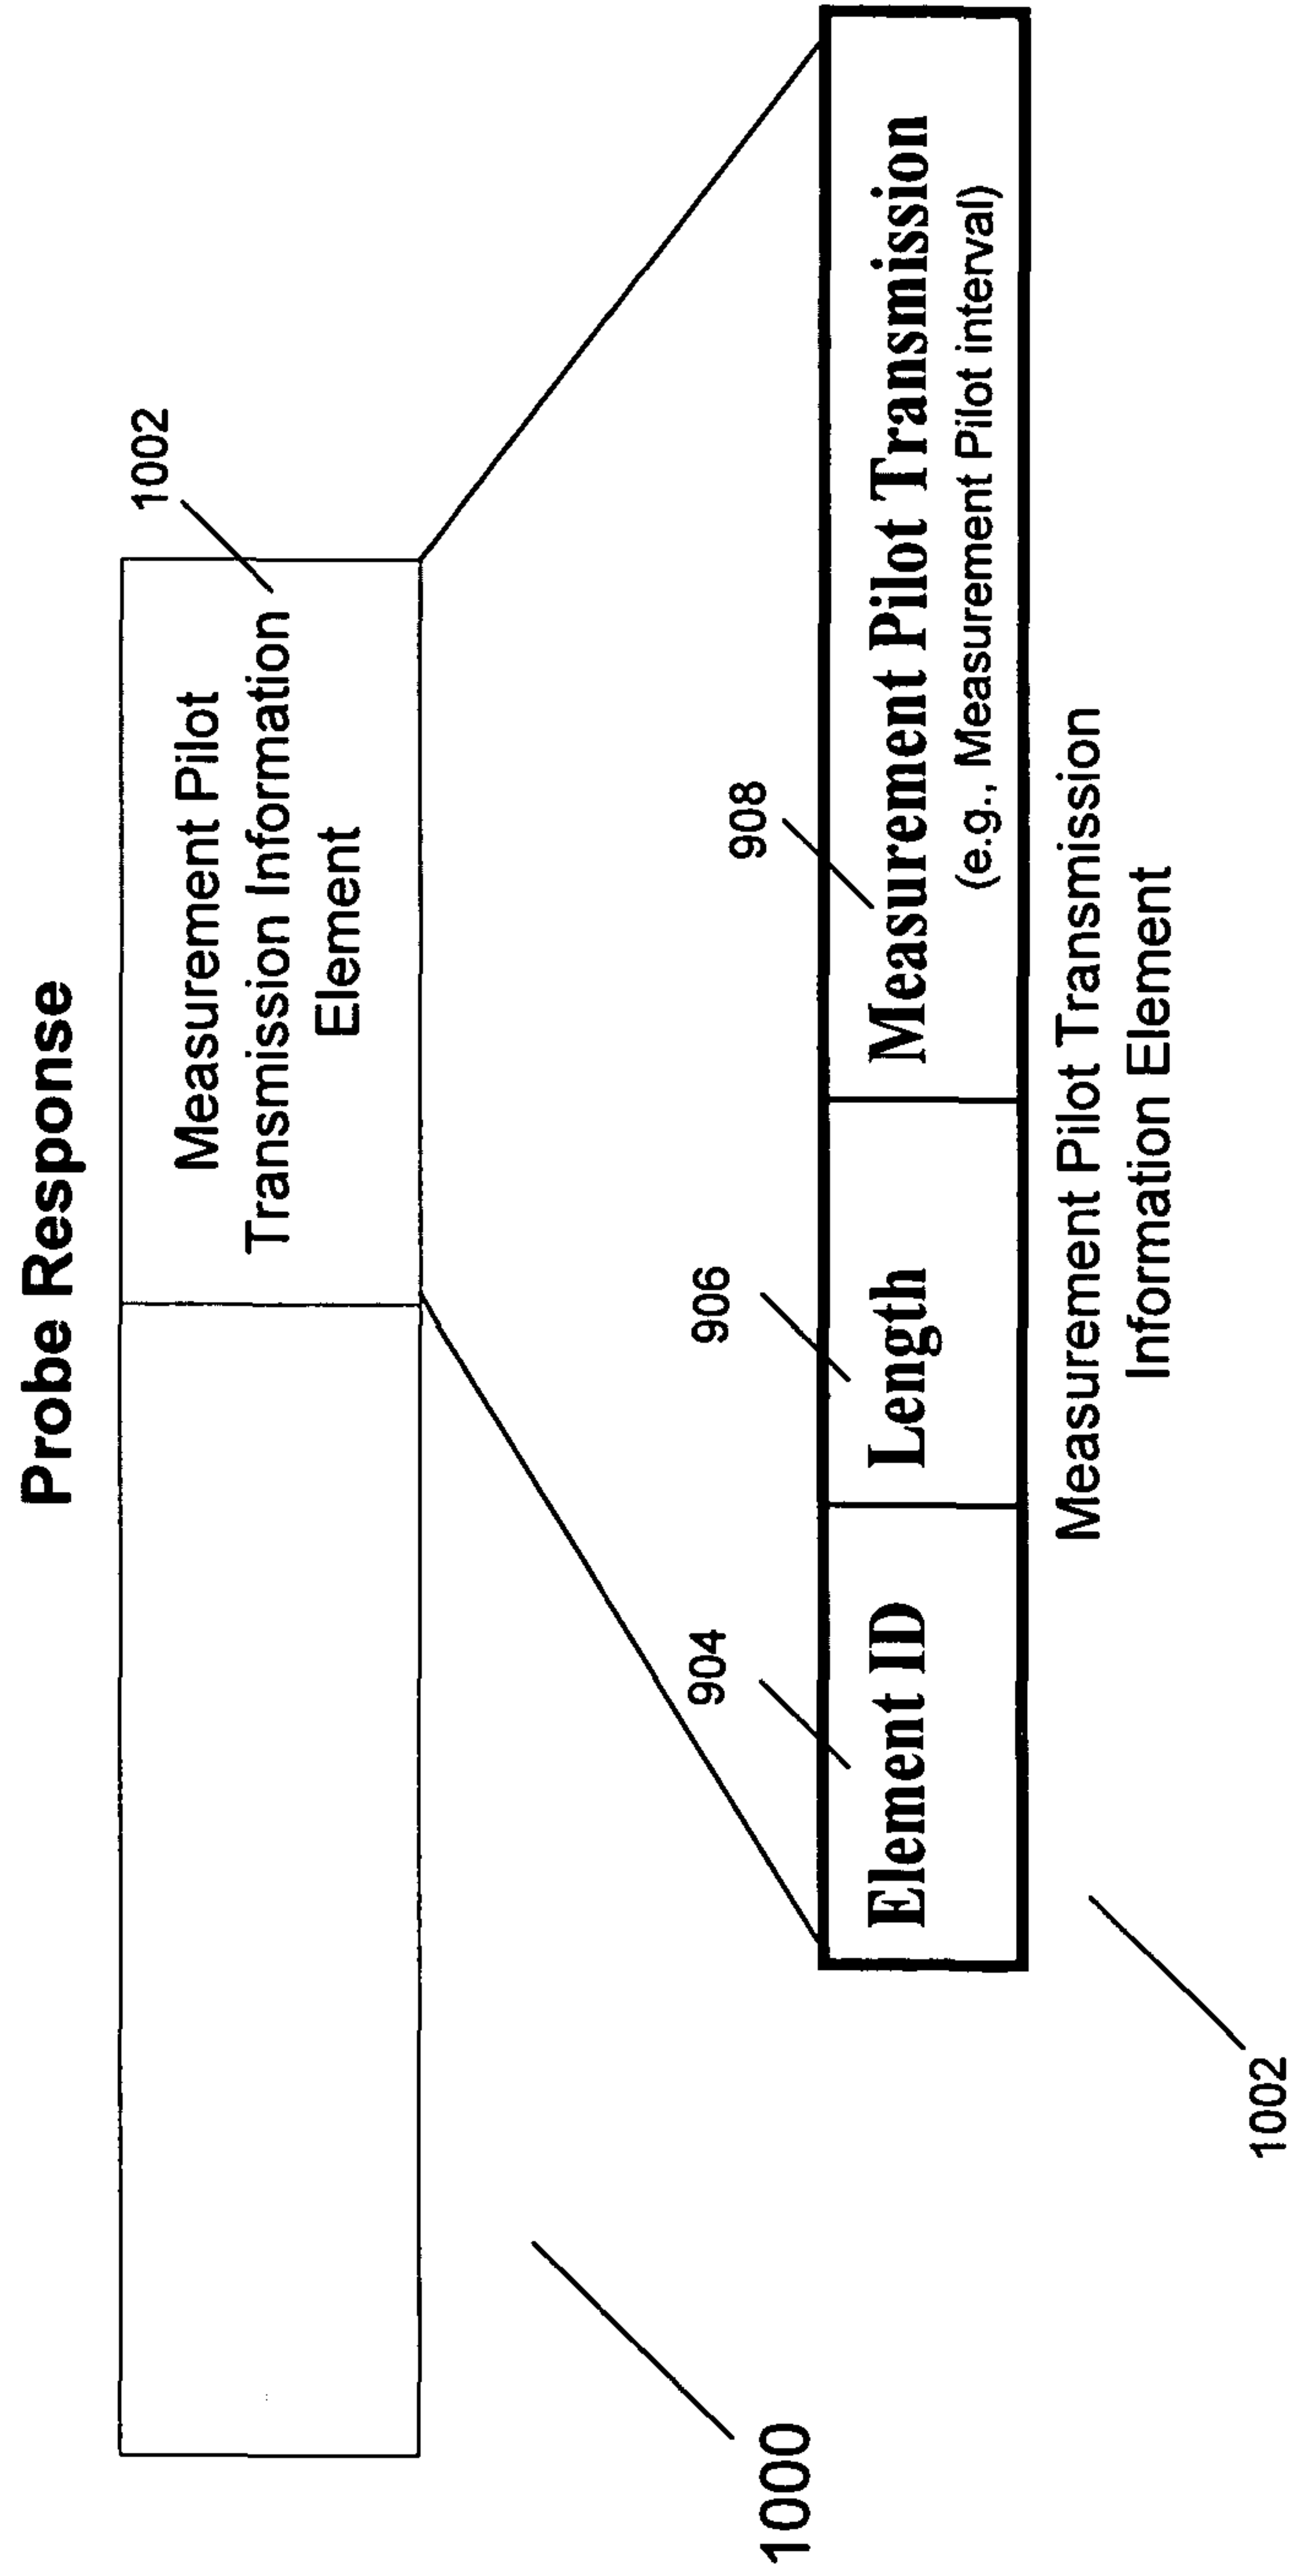 Probe Response
1002
Measurement Pilot
Transmission Information
Element
904
906
908
Element ID
Length
Measurement Pilot Transmission
(e.g., Measurement Pilot interval)
Measurement Pilot Transmission
Information Element
1000
1002